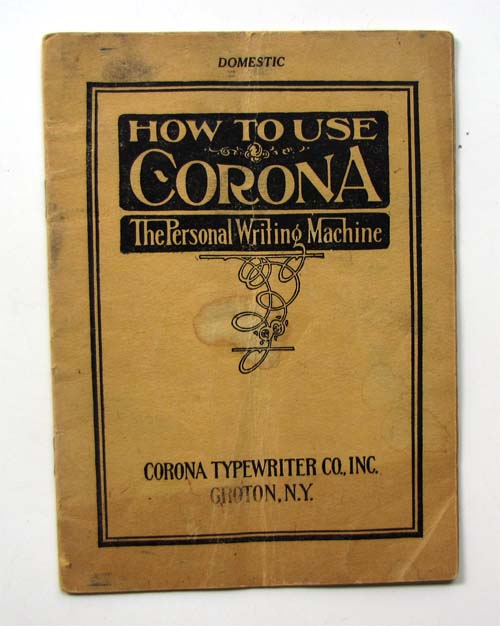 DOMESTIC
HOW TO USE
CORONA
The Personal Writing Machine
CORONA TYPEWRITER CO., INC.
GROTON, N.Y.